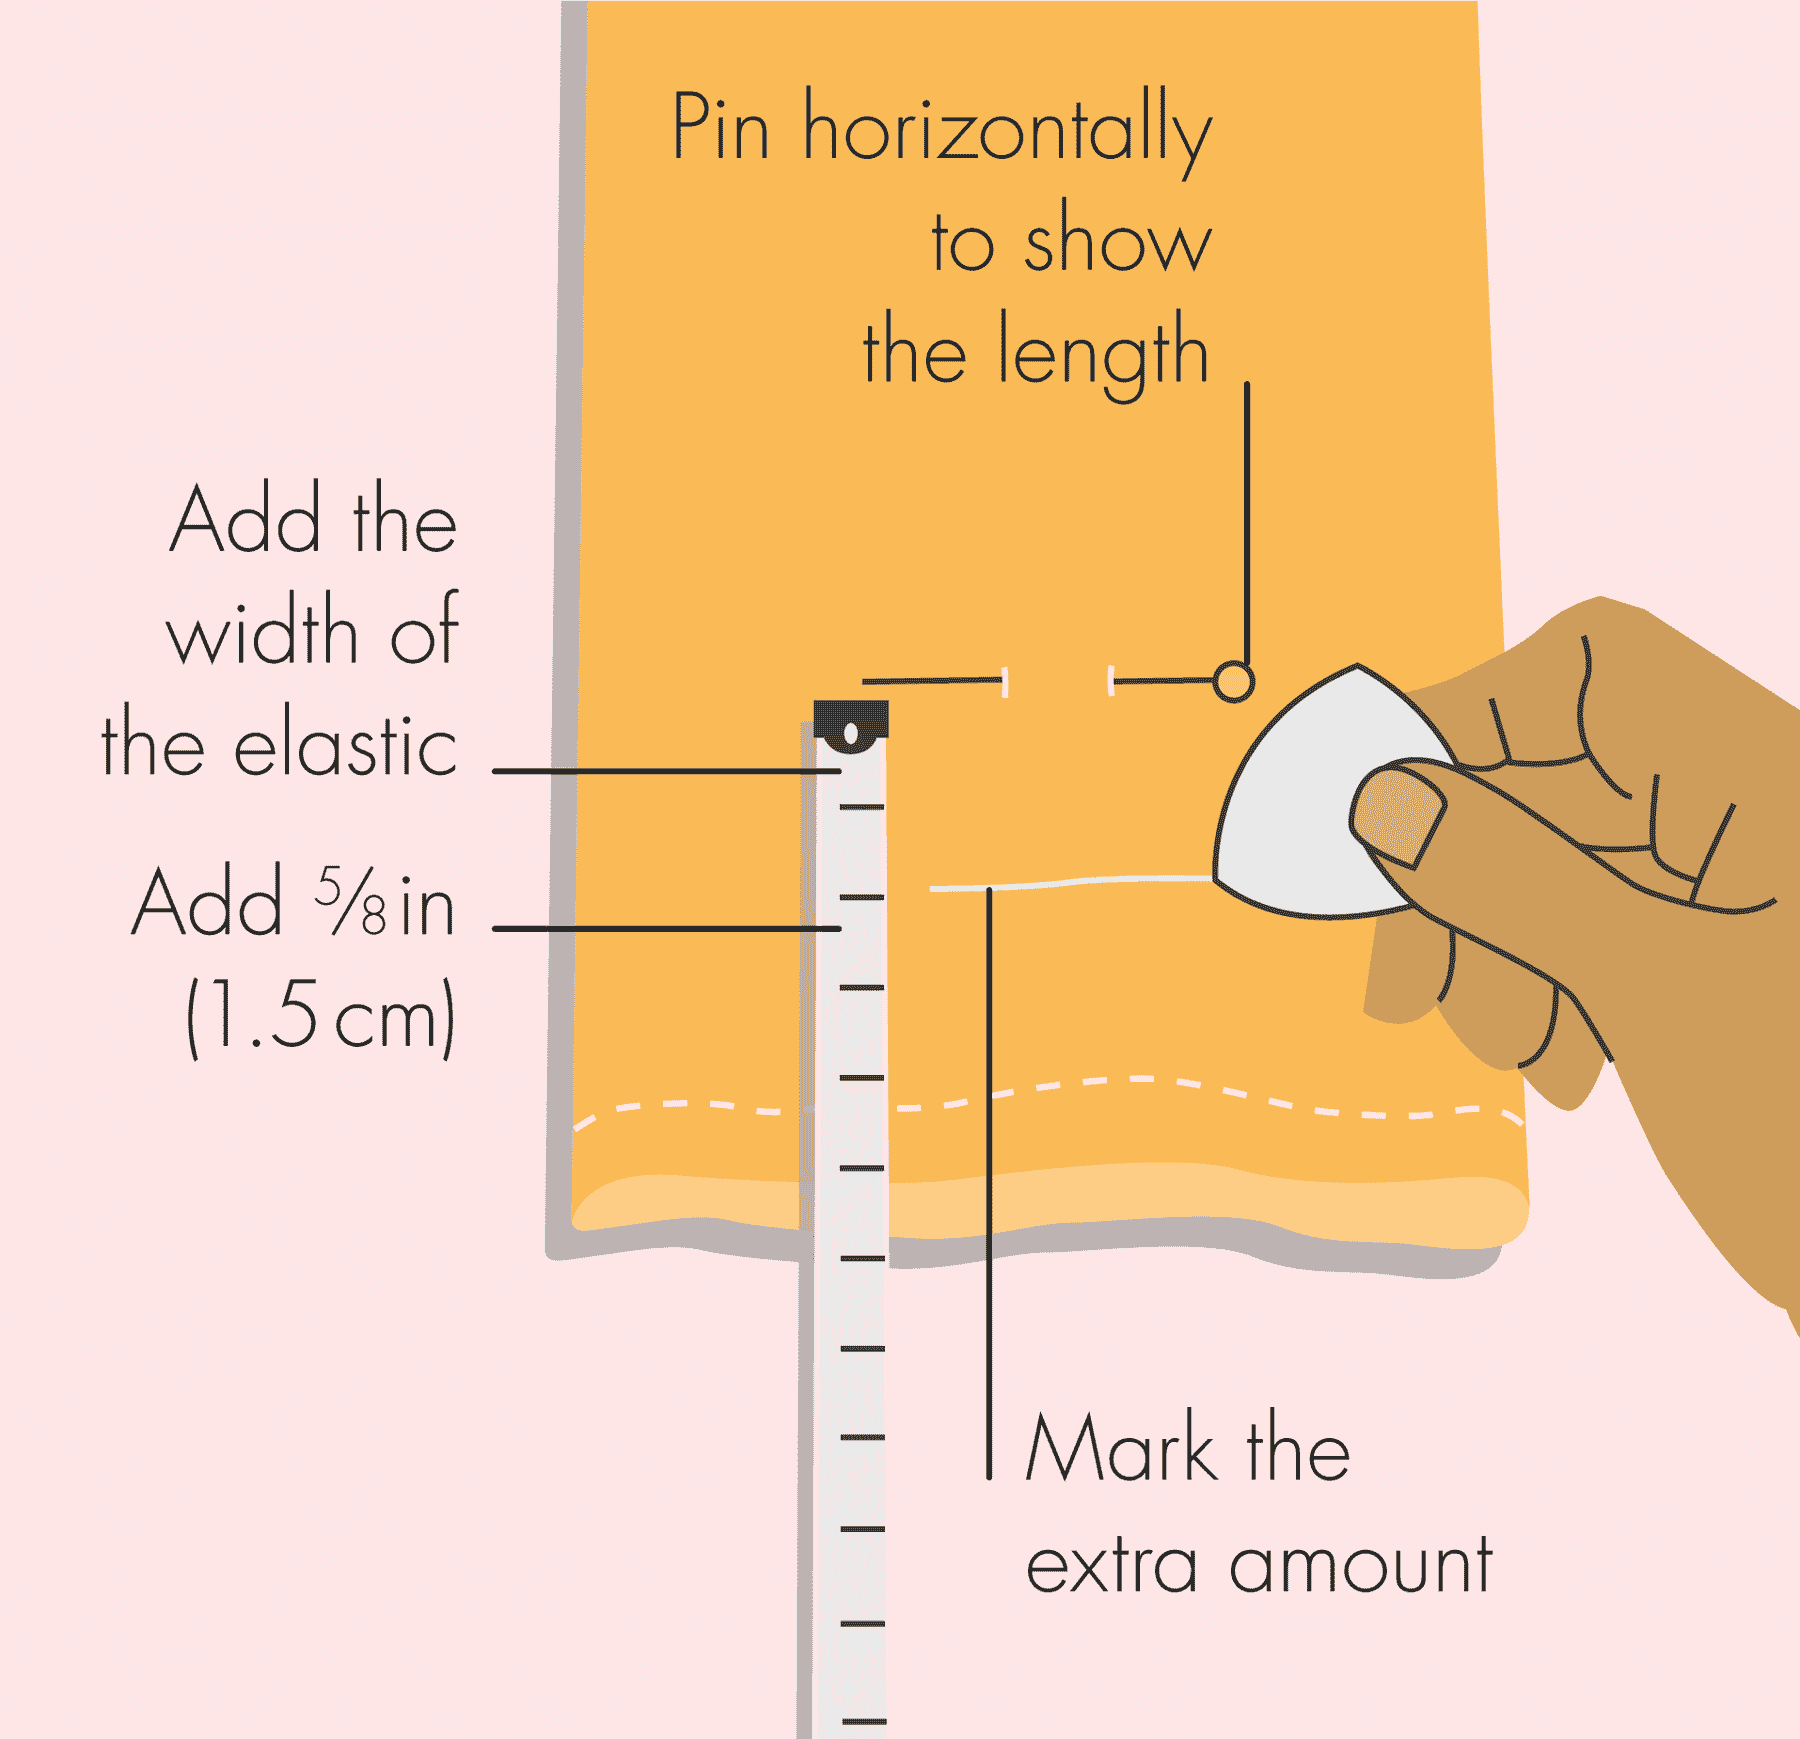 Pin horizontally
to show
the length
Add the
width of
the elastic
Add ⅝ in
(1.5 cm)
Mark the
extra amount